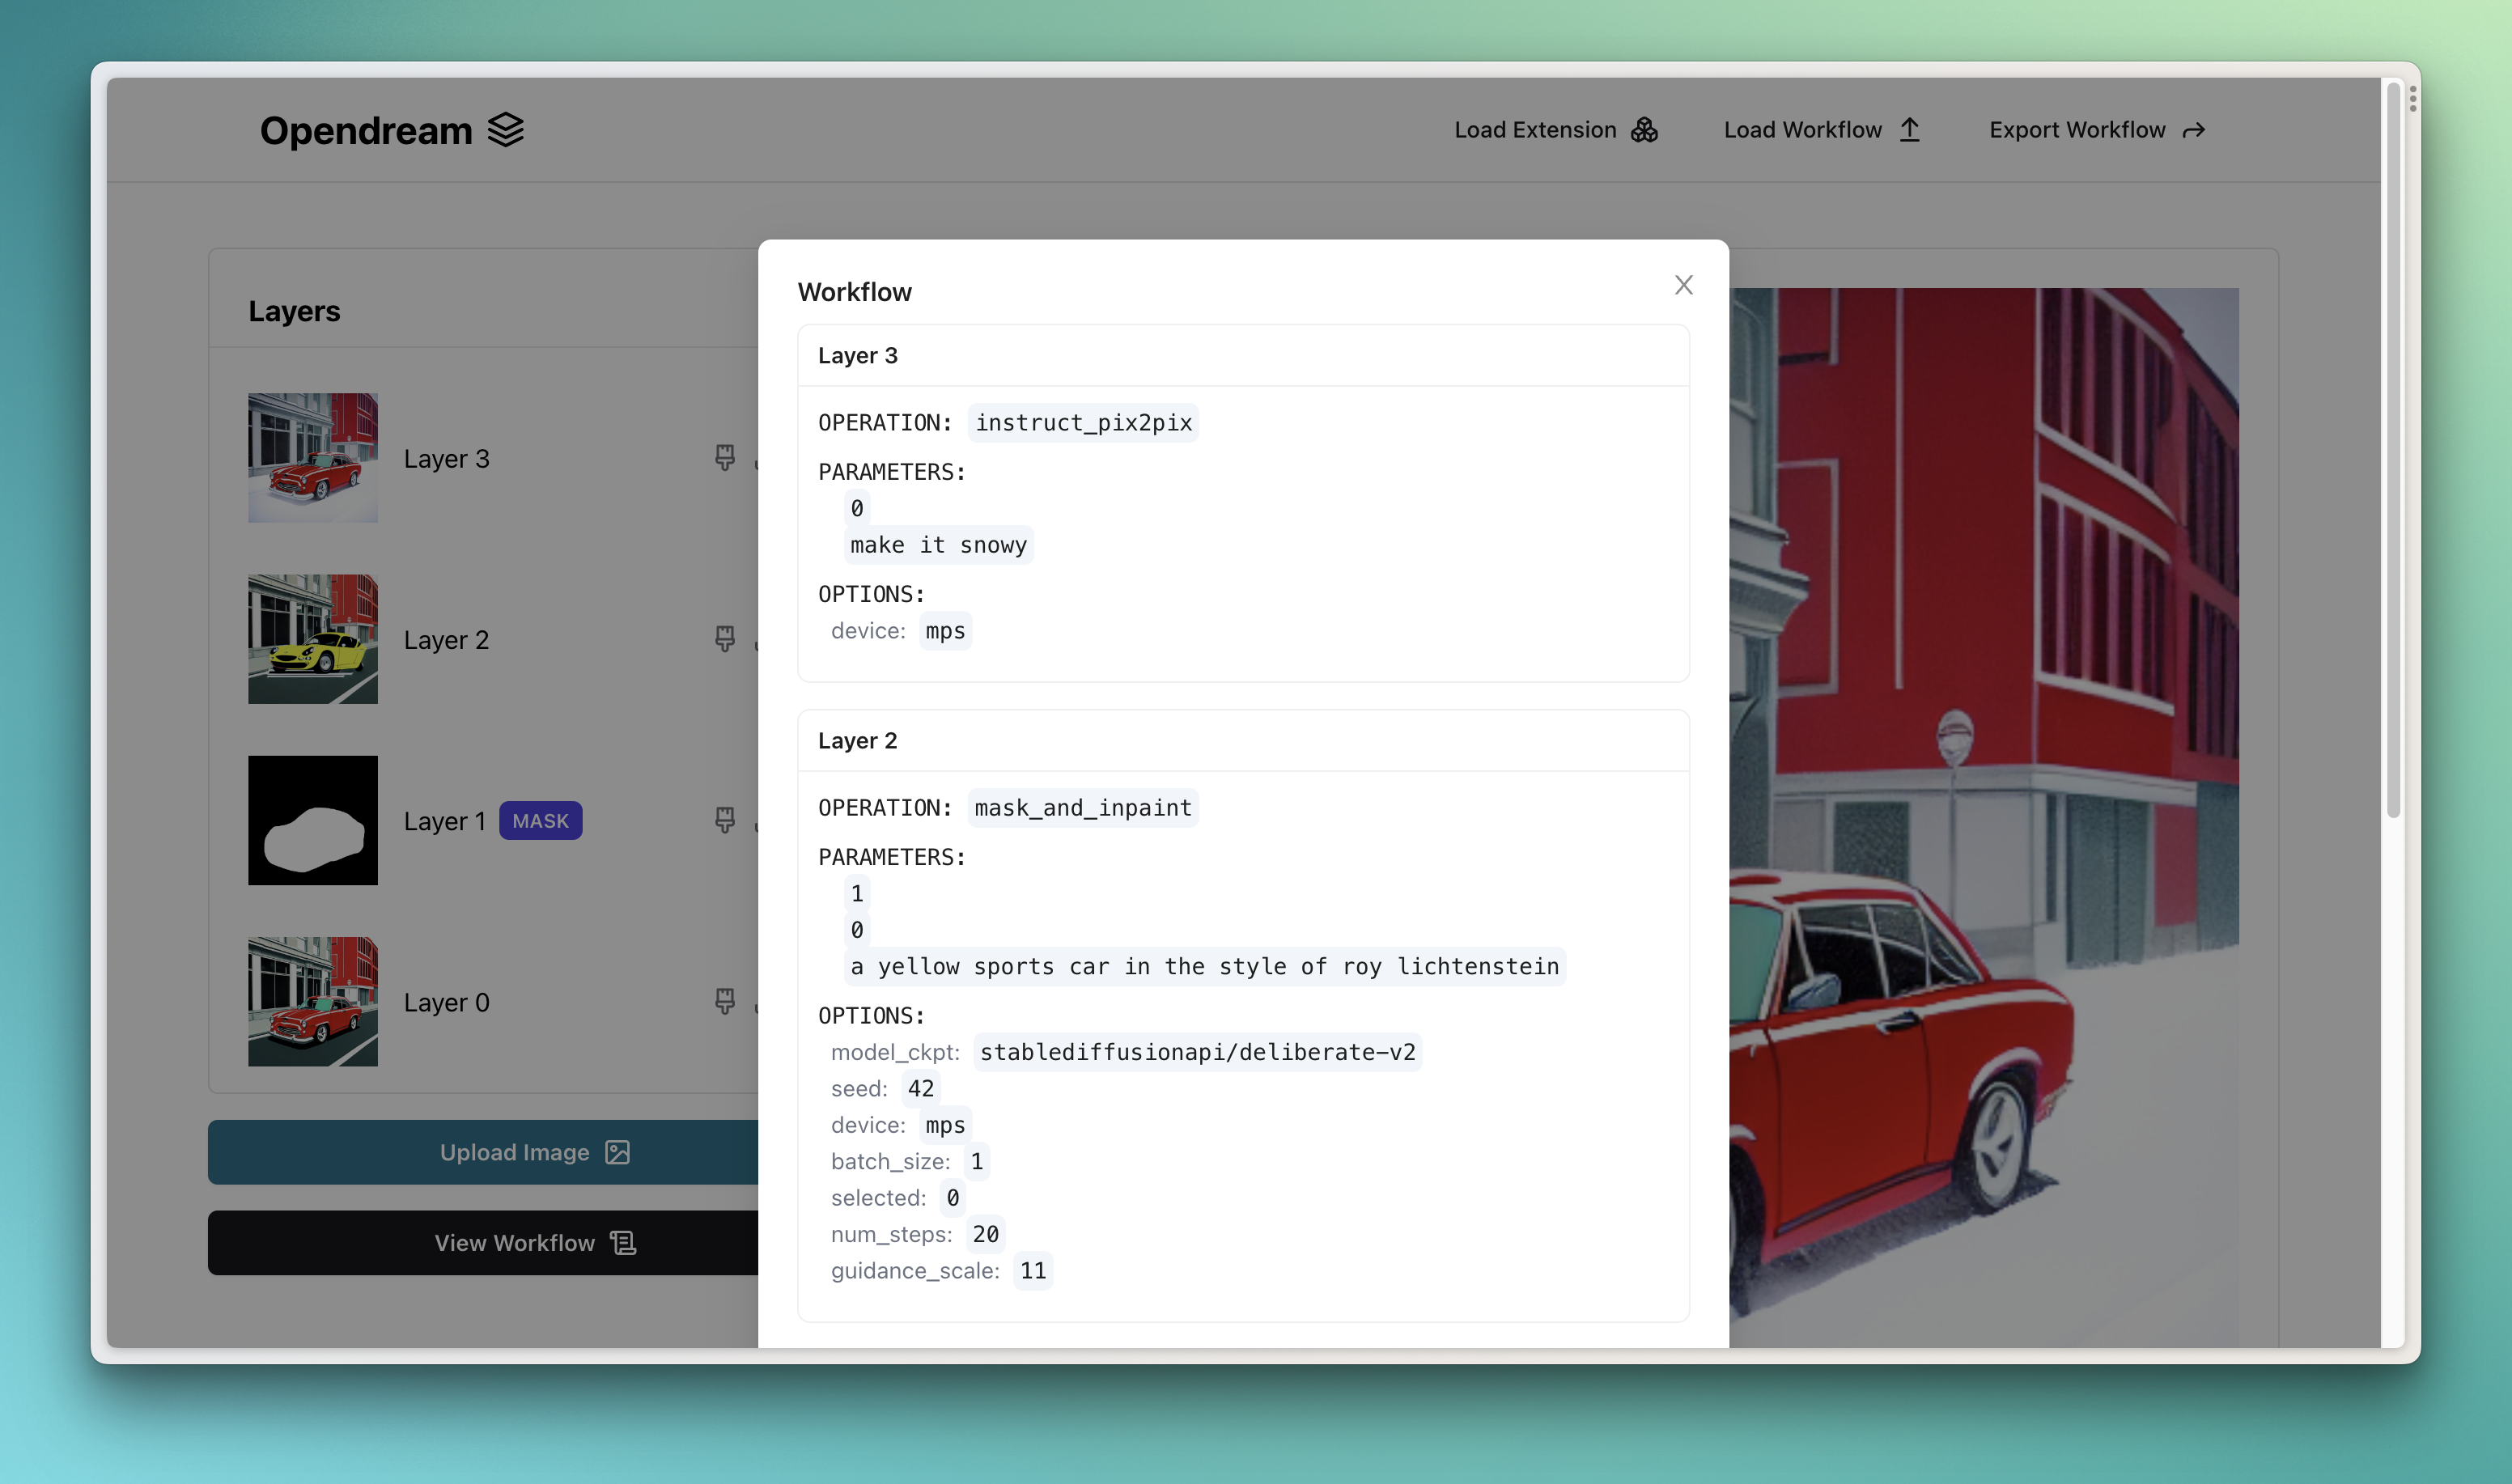 Opendream
Load Extension
Load Workflow
Export Workflow
Layers
Layer 3
Layer 2
Layer 1 MASK
Layer 0
Upload Image
View Workflow
Workflow
Layer 3
OPERATION: instruct_pix2pix
PARAMETERS:
0
make it snowy
OPTIONS:
device: mps
Layer 2
OPERATION: mask_and_inpaint
PARAMETERS:
1
0
a yellow sports car in the style of roy lichtenstein
OPTIONS:
model_ckpt: stablediffusionapi/deliberate-v2
seed: 42
device: mps
batch_size: 1
selected: 0
num_steps: 20
guidance_scale: 11